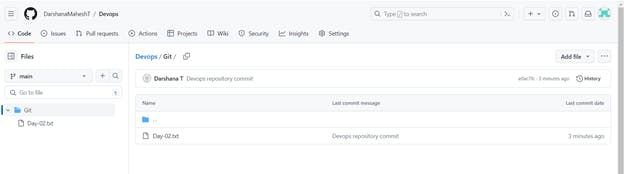 DarshanaMaheshT / Devops
Type / to search
Code Issues Pull requests Actions Projects Wiki Security Insights Settings
Files
main
Go to file
Git
Day-02.txt
Devops / Git /
Add file
Darshana T Devops repository commit
· 3 minutes ago History
Name Last commit message Last commit date
..
Day-02.txt Devops repository commit 3 minutes ago